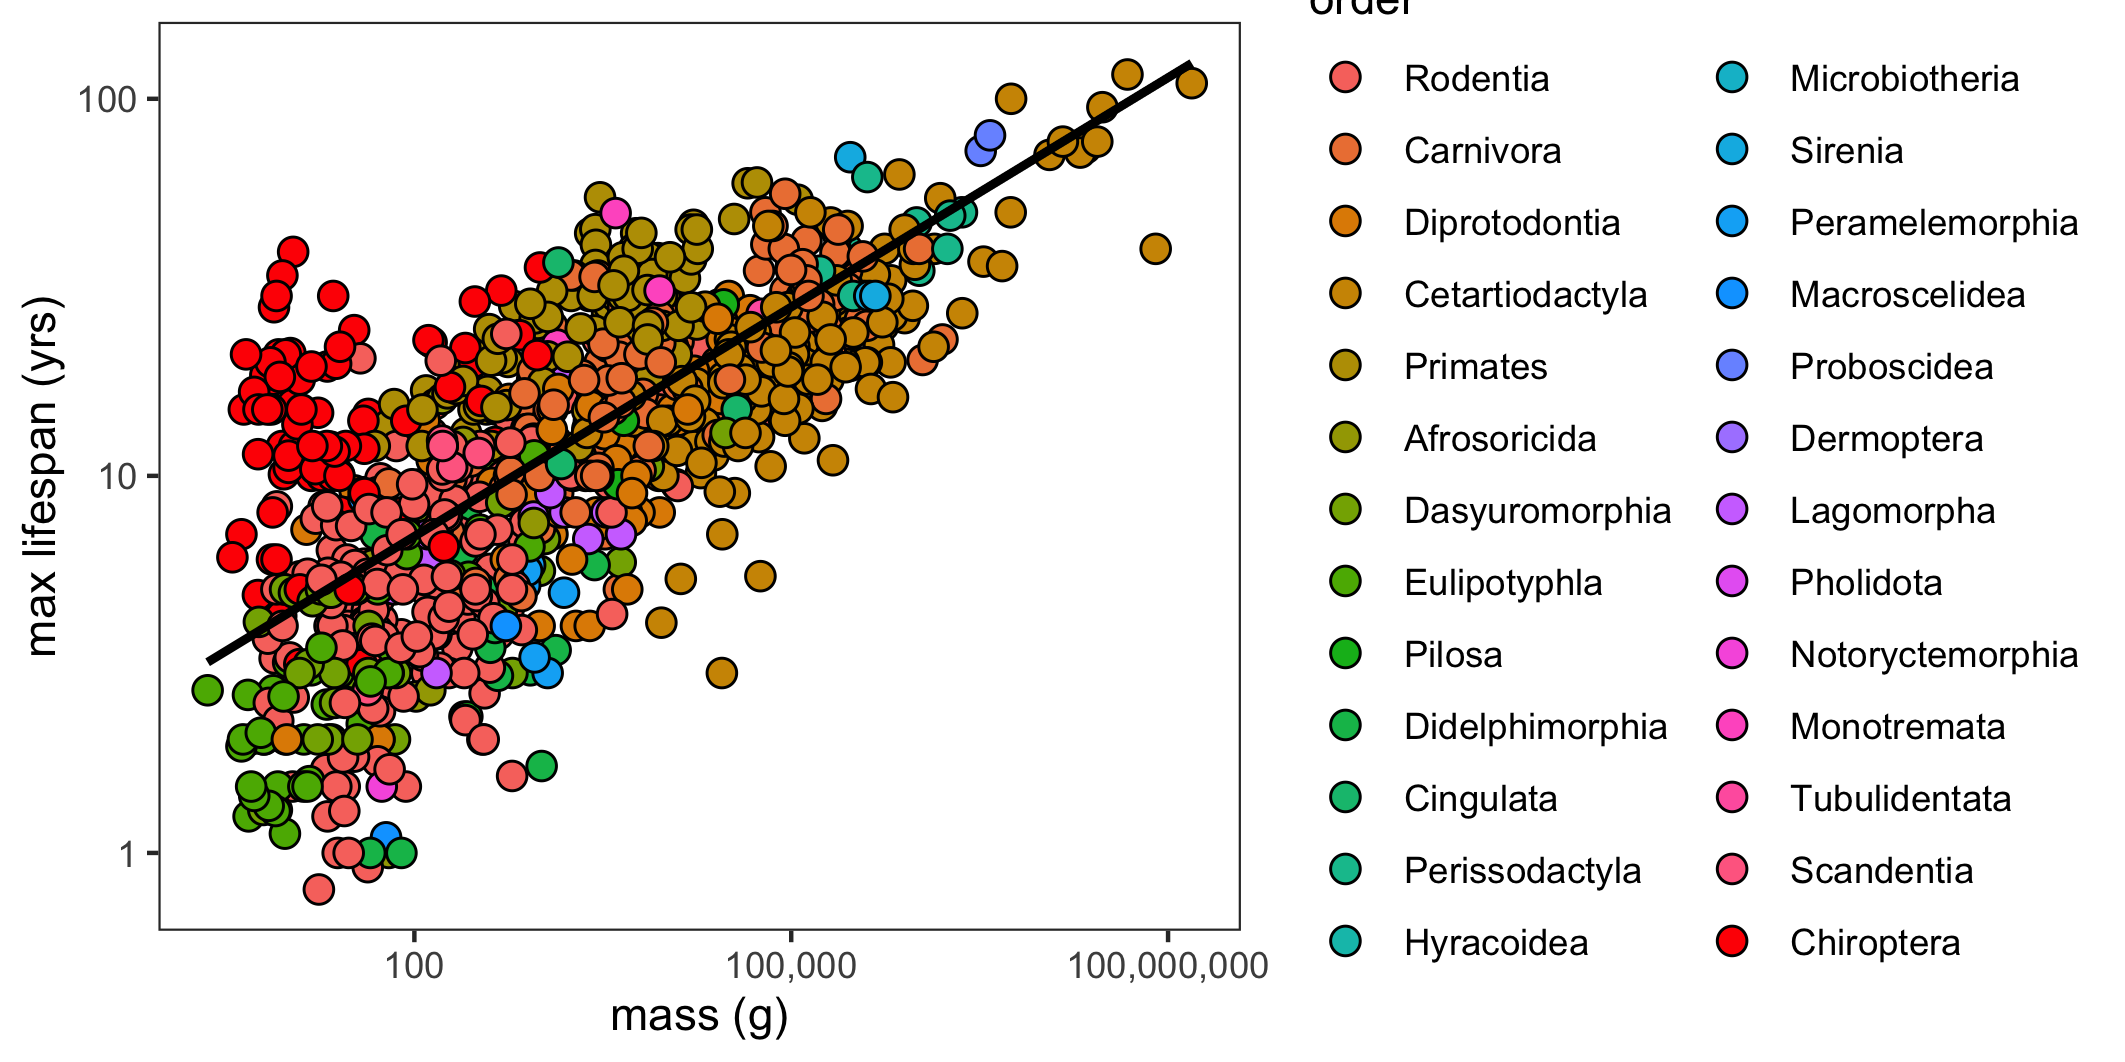 order
100
10
1
max lifespan (yrs)
100
100,000
100,000,000
mass (g)
Rodentia
Carnivora
Diprotodontia
Cetartiodactyla
Primates
Afrosoricida
Dasyuromorphia
Eulipotyphla
Pilosa
Didelphimorphia
Cingulata
Perissodactyla
Hyracoidea
Microbiotheria
Sirenia
Peramelemorphia
Macroscelidea
Proboscidea
Dermoptera
Lagomorpha
Pholidota
Notoryctemorphia
Monotremata
Tubulidentata
Scandentia
Chiroptera